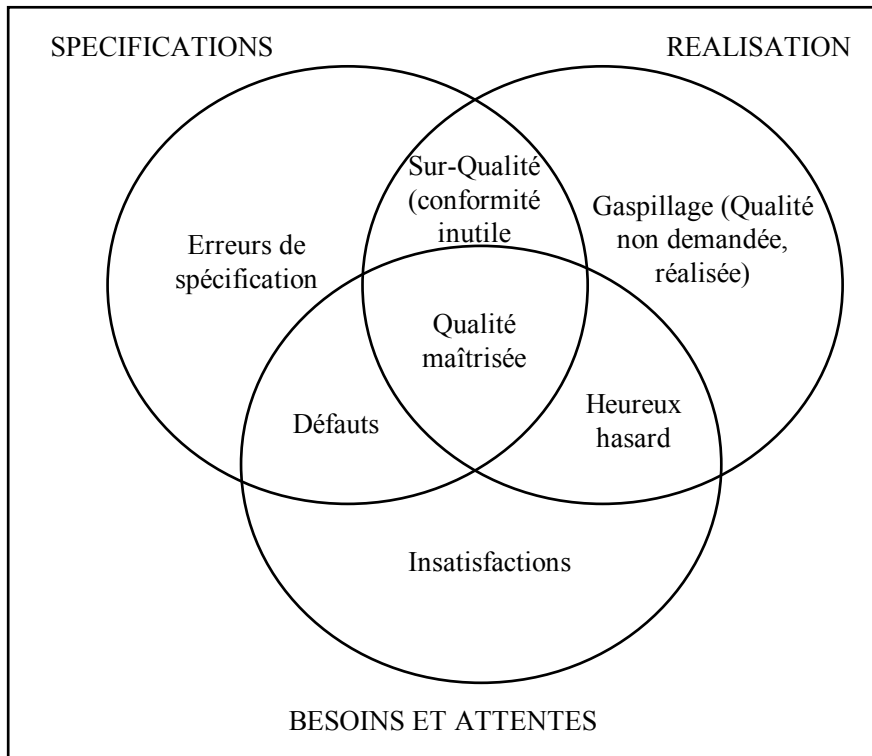 SPECIFICATIONS
REALISATION
Sur-Qualité
(conformité
inutile
Gaspillage (Qualité
non demandée,
réalisée)
Erreurs de
spécification
Qualité
maîtrisée
Défauts
Heureux
hasard
Insatisfactions
BESOINS ET ATTENTES